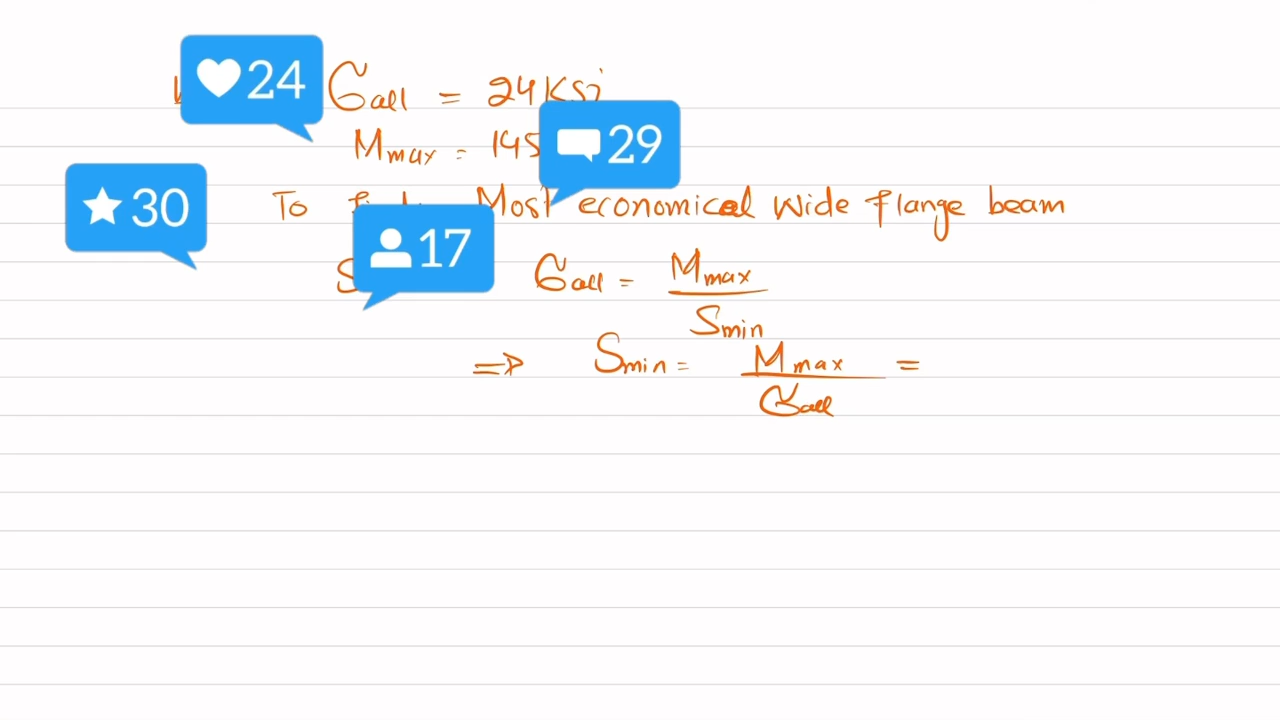 24 σall = 24 Ksi
Mmax = 145 29
30 To Most economical Wide flange beam
17 σall = Mmax
Smin
⇒ Smin = Mmax =
σall